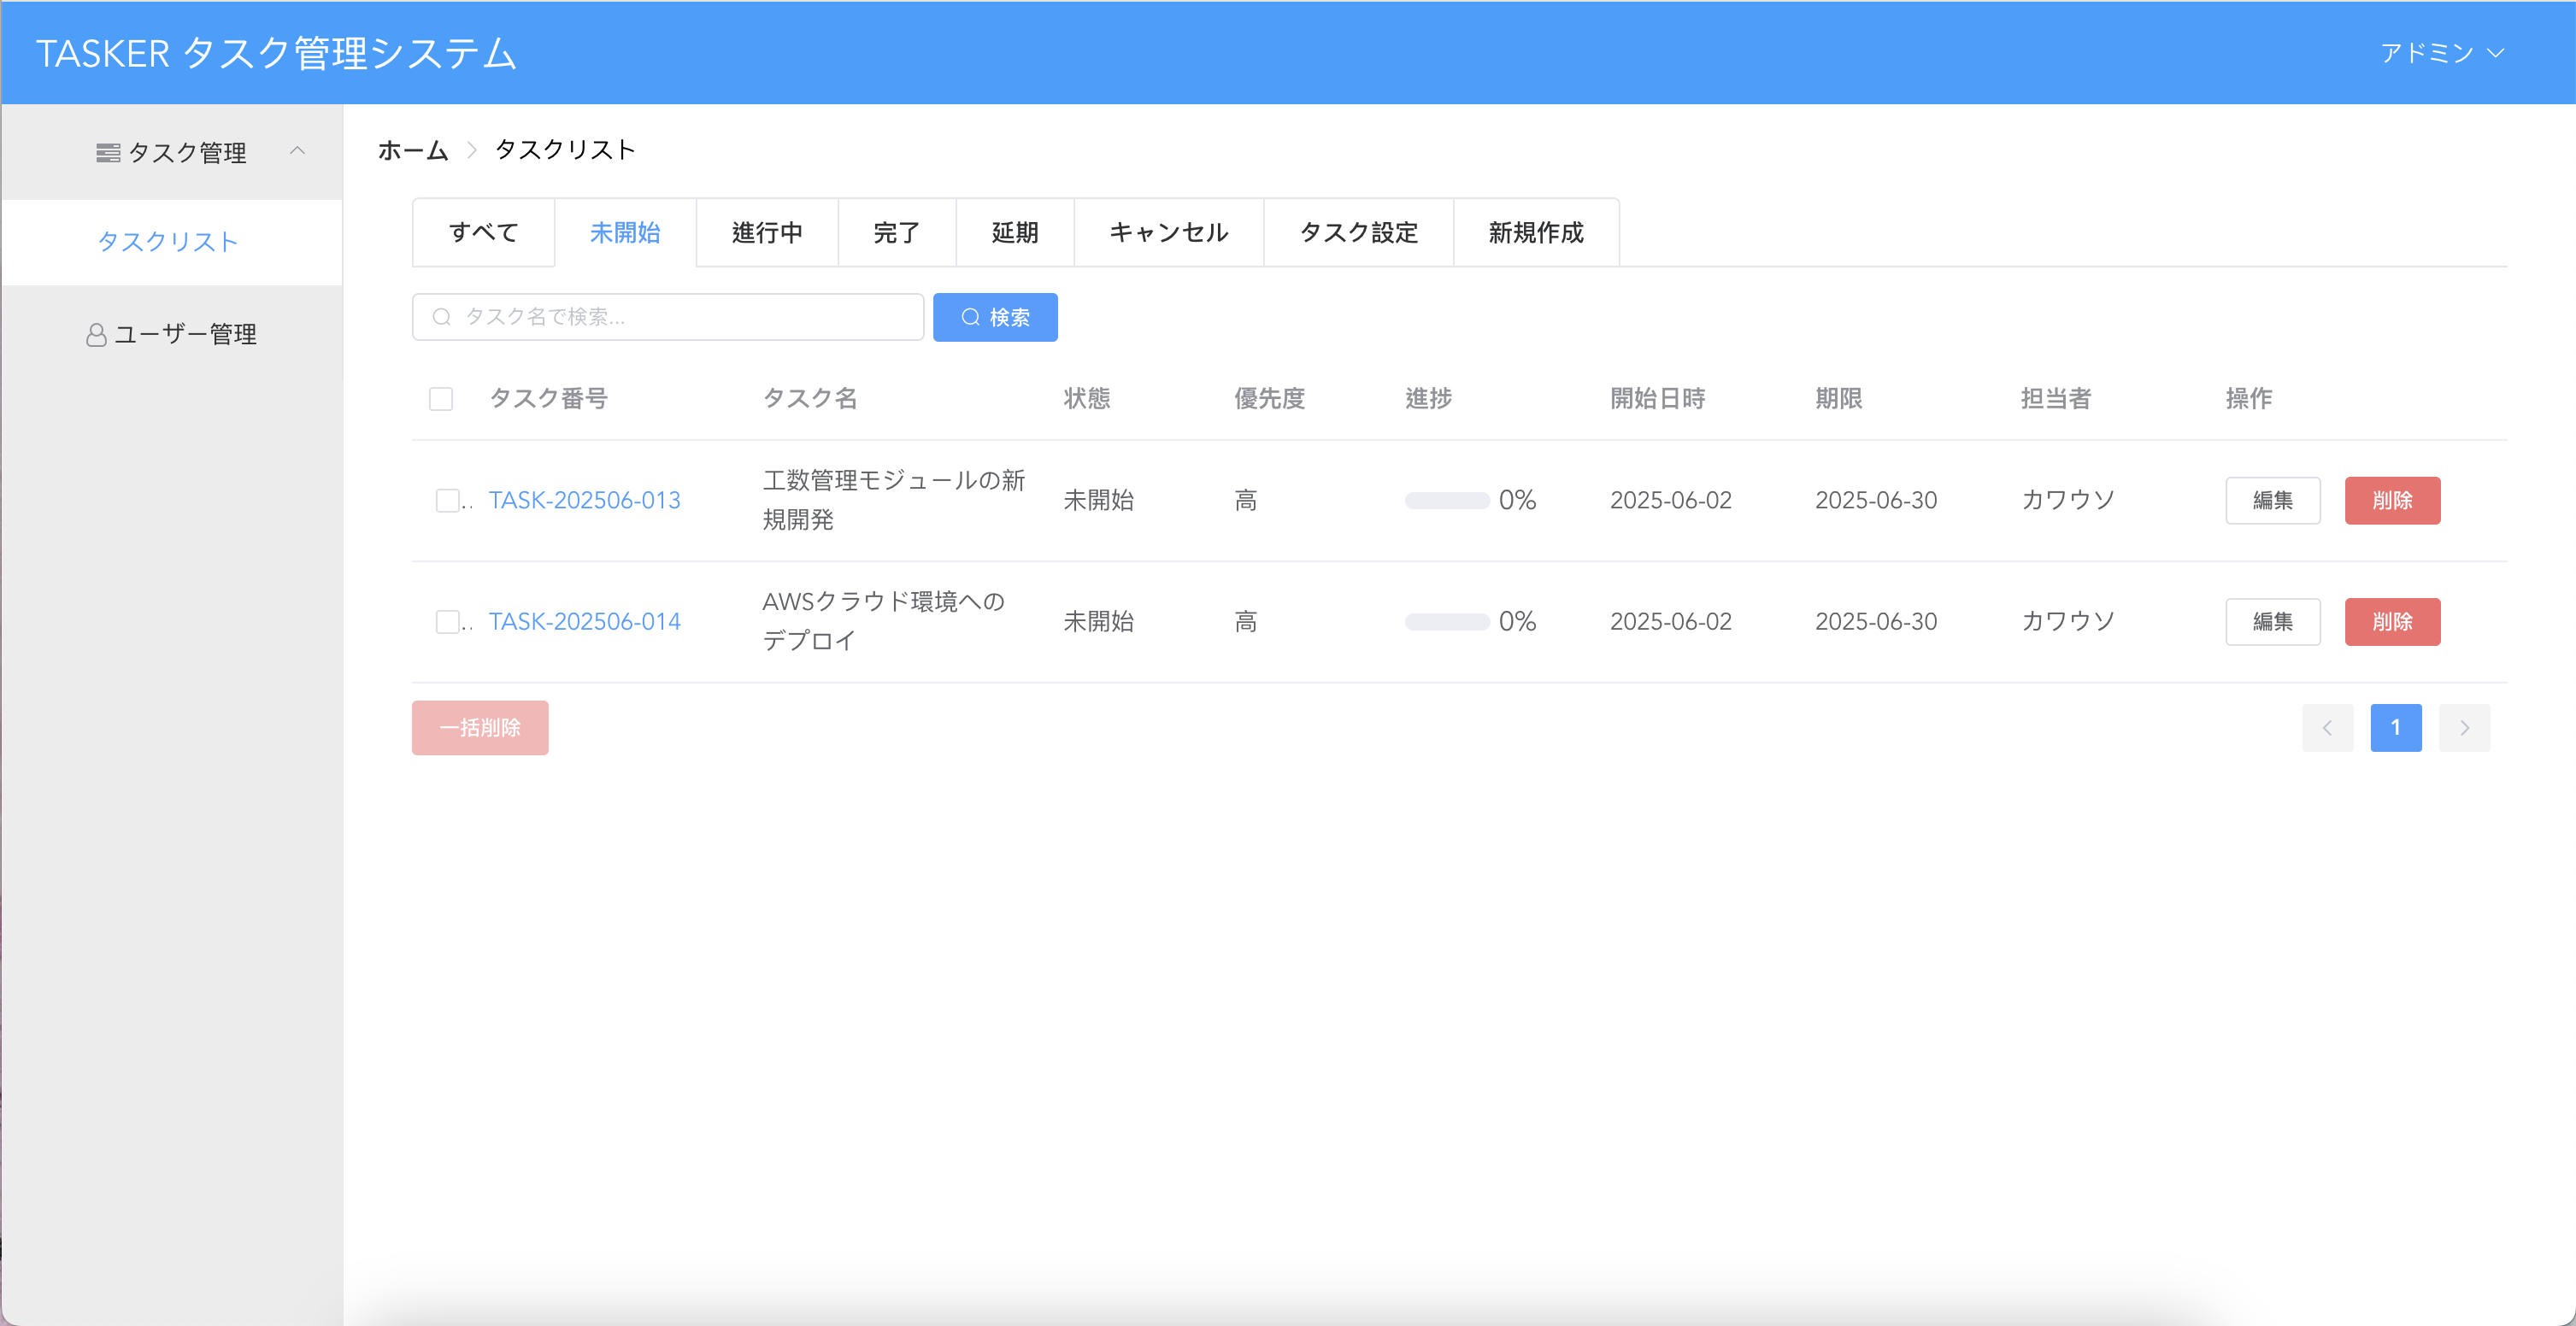 TASKER タスク管理システム
アドミン
タスク管理
タスクリスト
ユーザー管理
ホーム タスクリスト
すべて 未開始 進行中 完了 延期 キャンセル タスク設定 新規作成
タスク名で検索... 検索
タスク番号 タスク名 状態 優先度 進捗 開始日時 期限 担当者 操作
.. TASK-202506-013 工数管理モジュールの新 未開始 高 0% 2025-06-02 2025-06-30 カワウソ 編集 削除
規開発
.. TASK-202506-014 AWSクラウド環境への 未開始 高 0% 2025-06-02 2025-06-30 カワウソ 編集 削除
デプロイ
一括削除 1